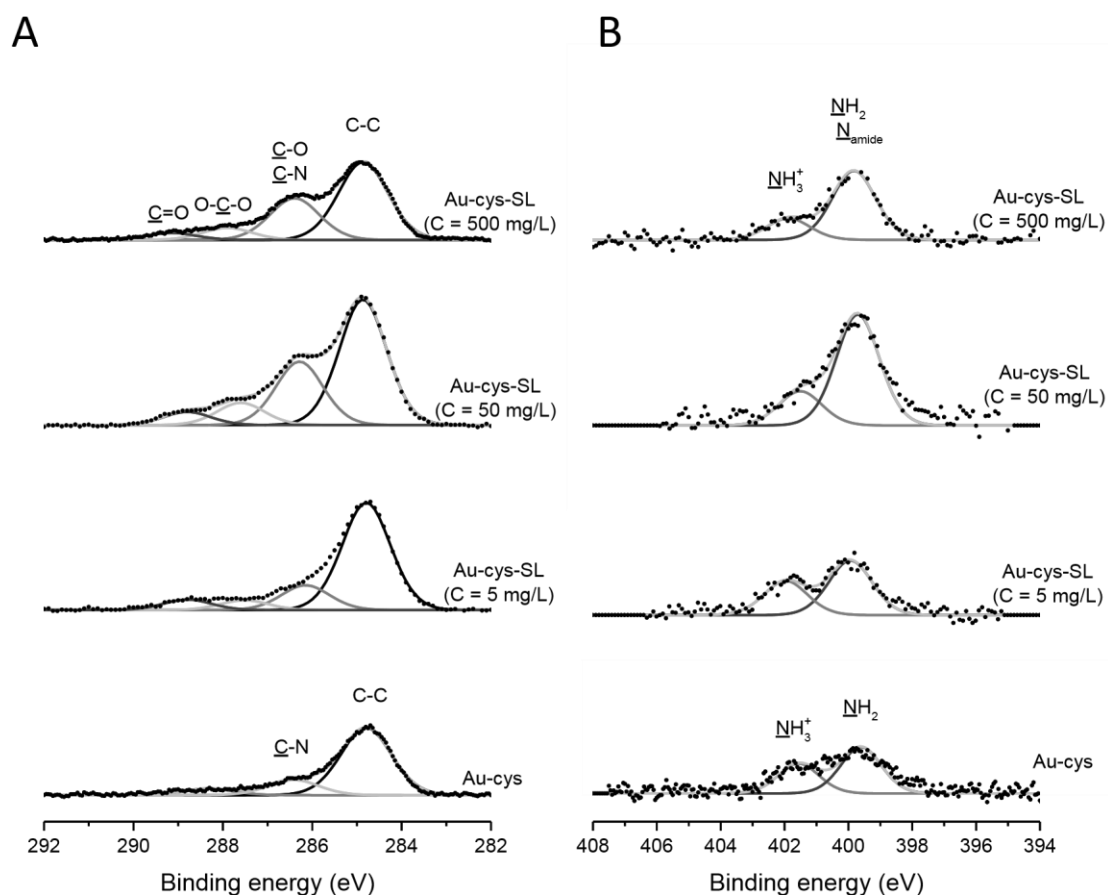 A
C-C
C-O
C-N
O-C-O
C=O
Au-cys-SL
(C = 500 mg/L)
Au-cys-SL
(C = 50 mg/L)
Au-cys-SL
(C = 5 mg/L)
C-C
C-N
Au-cys
292 290 288 286 284 282
Binding energy (eV)
B
NH₂
N_amide
NH₃⁺
Au-cys-SL
(C = 500 mg/L)
Au-cys-SL
(C = 50 mg/L)
Au-cys-SL
(C = 5 mg/L)
NH₃⁺
NH₂
Au-cys
408 406 404 402 400 398 396 394
Binding energy (eV)